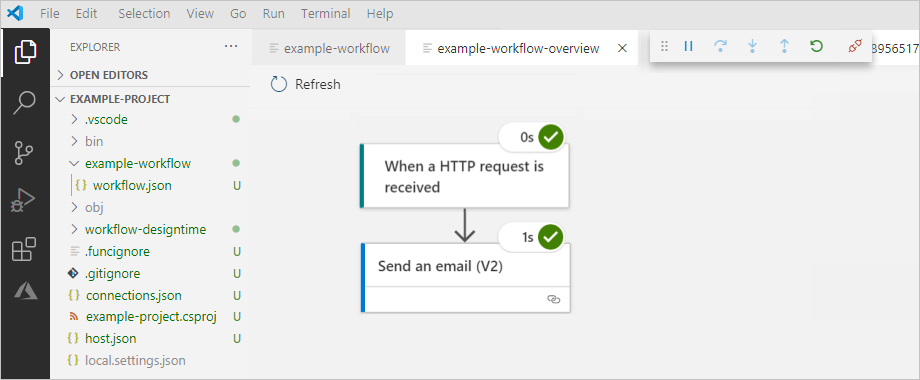 File Edit Selection View Go Run Terminal Help
EXPLORER ···
OPEN EDITORS
EXAMPLE-PROJECT
.vscode
bin
example-workflow
{} workflow.json U
obj
workflow-designtime
.funcignore U
.gitignore U
{} connections.json U
example-project.csproj U
{} host.json U
{} local.settings.json
example-workflow
example-workflow-overview
8956517
Refresh
0s
When a HTTP request is
received
1s
Send an email (V2)